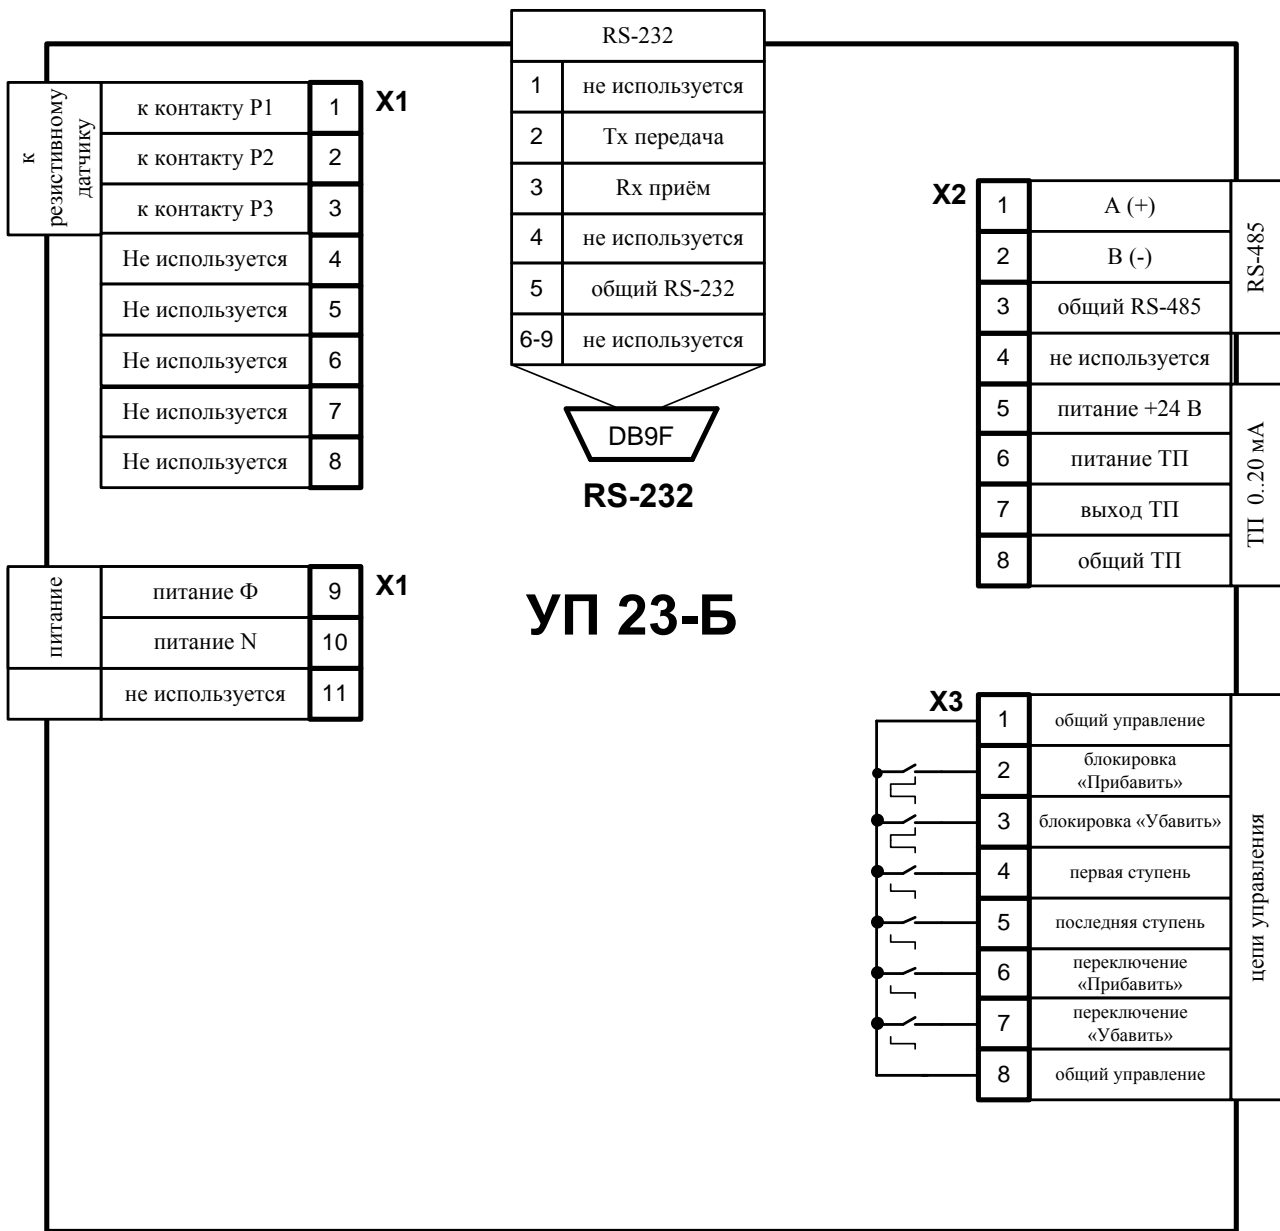 RS-232
1 не используется
2 Tx передача
3 Rx приём
4 не используется
5 общий RS-232
6-9 не используется
DB9F
RS-232
X1
к
резистивному
датчику
к контакту P1 1
к контакту P2 2
к контакту P3 3
Не используется 4
Не используется 5
Не используется 6
Не используется 7
Не используется 8
X1
питание
питание Ф 9
питание N 10
не используется 11
УП 23-Б
X2
1 A (+)
2 B (-)
3 общий RS-485
4 не используется
5 питание +24 В
6 питание ТП
7 выход ТП
8 общий ТП
RS-485
ТП 0..20 мА
X3
1 общий управление
2 блокировка
«Прибавить»
3 блокировка «Убавить»
4 первая ступень
5 последняя ступень
6 переключение
«Прибавить»
7 переключение
«Убавить»
8 общий управление
цепи управления